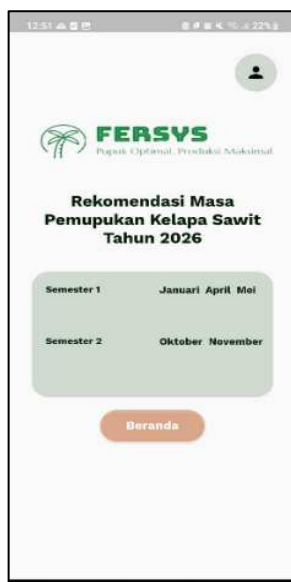 12:51
22%
FERSYS
Pupuk Optimal, Produksi Maksimal
Rekomendasi Masa
Pemupukan Kelapa Sawit
Tahun 2026
Semester 1 Januari April Mei
Semester 2 Oktober November
Beranda